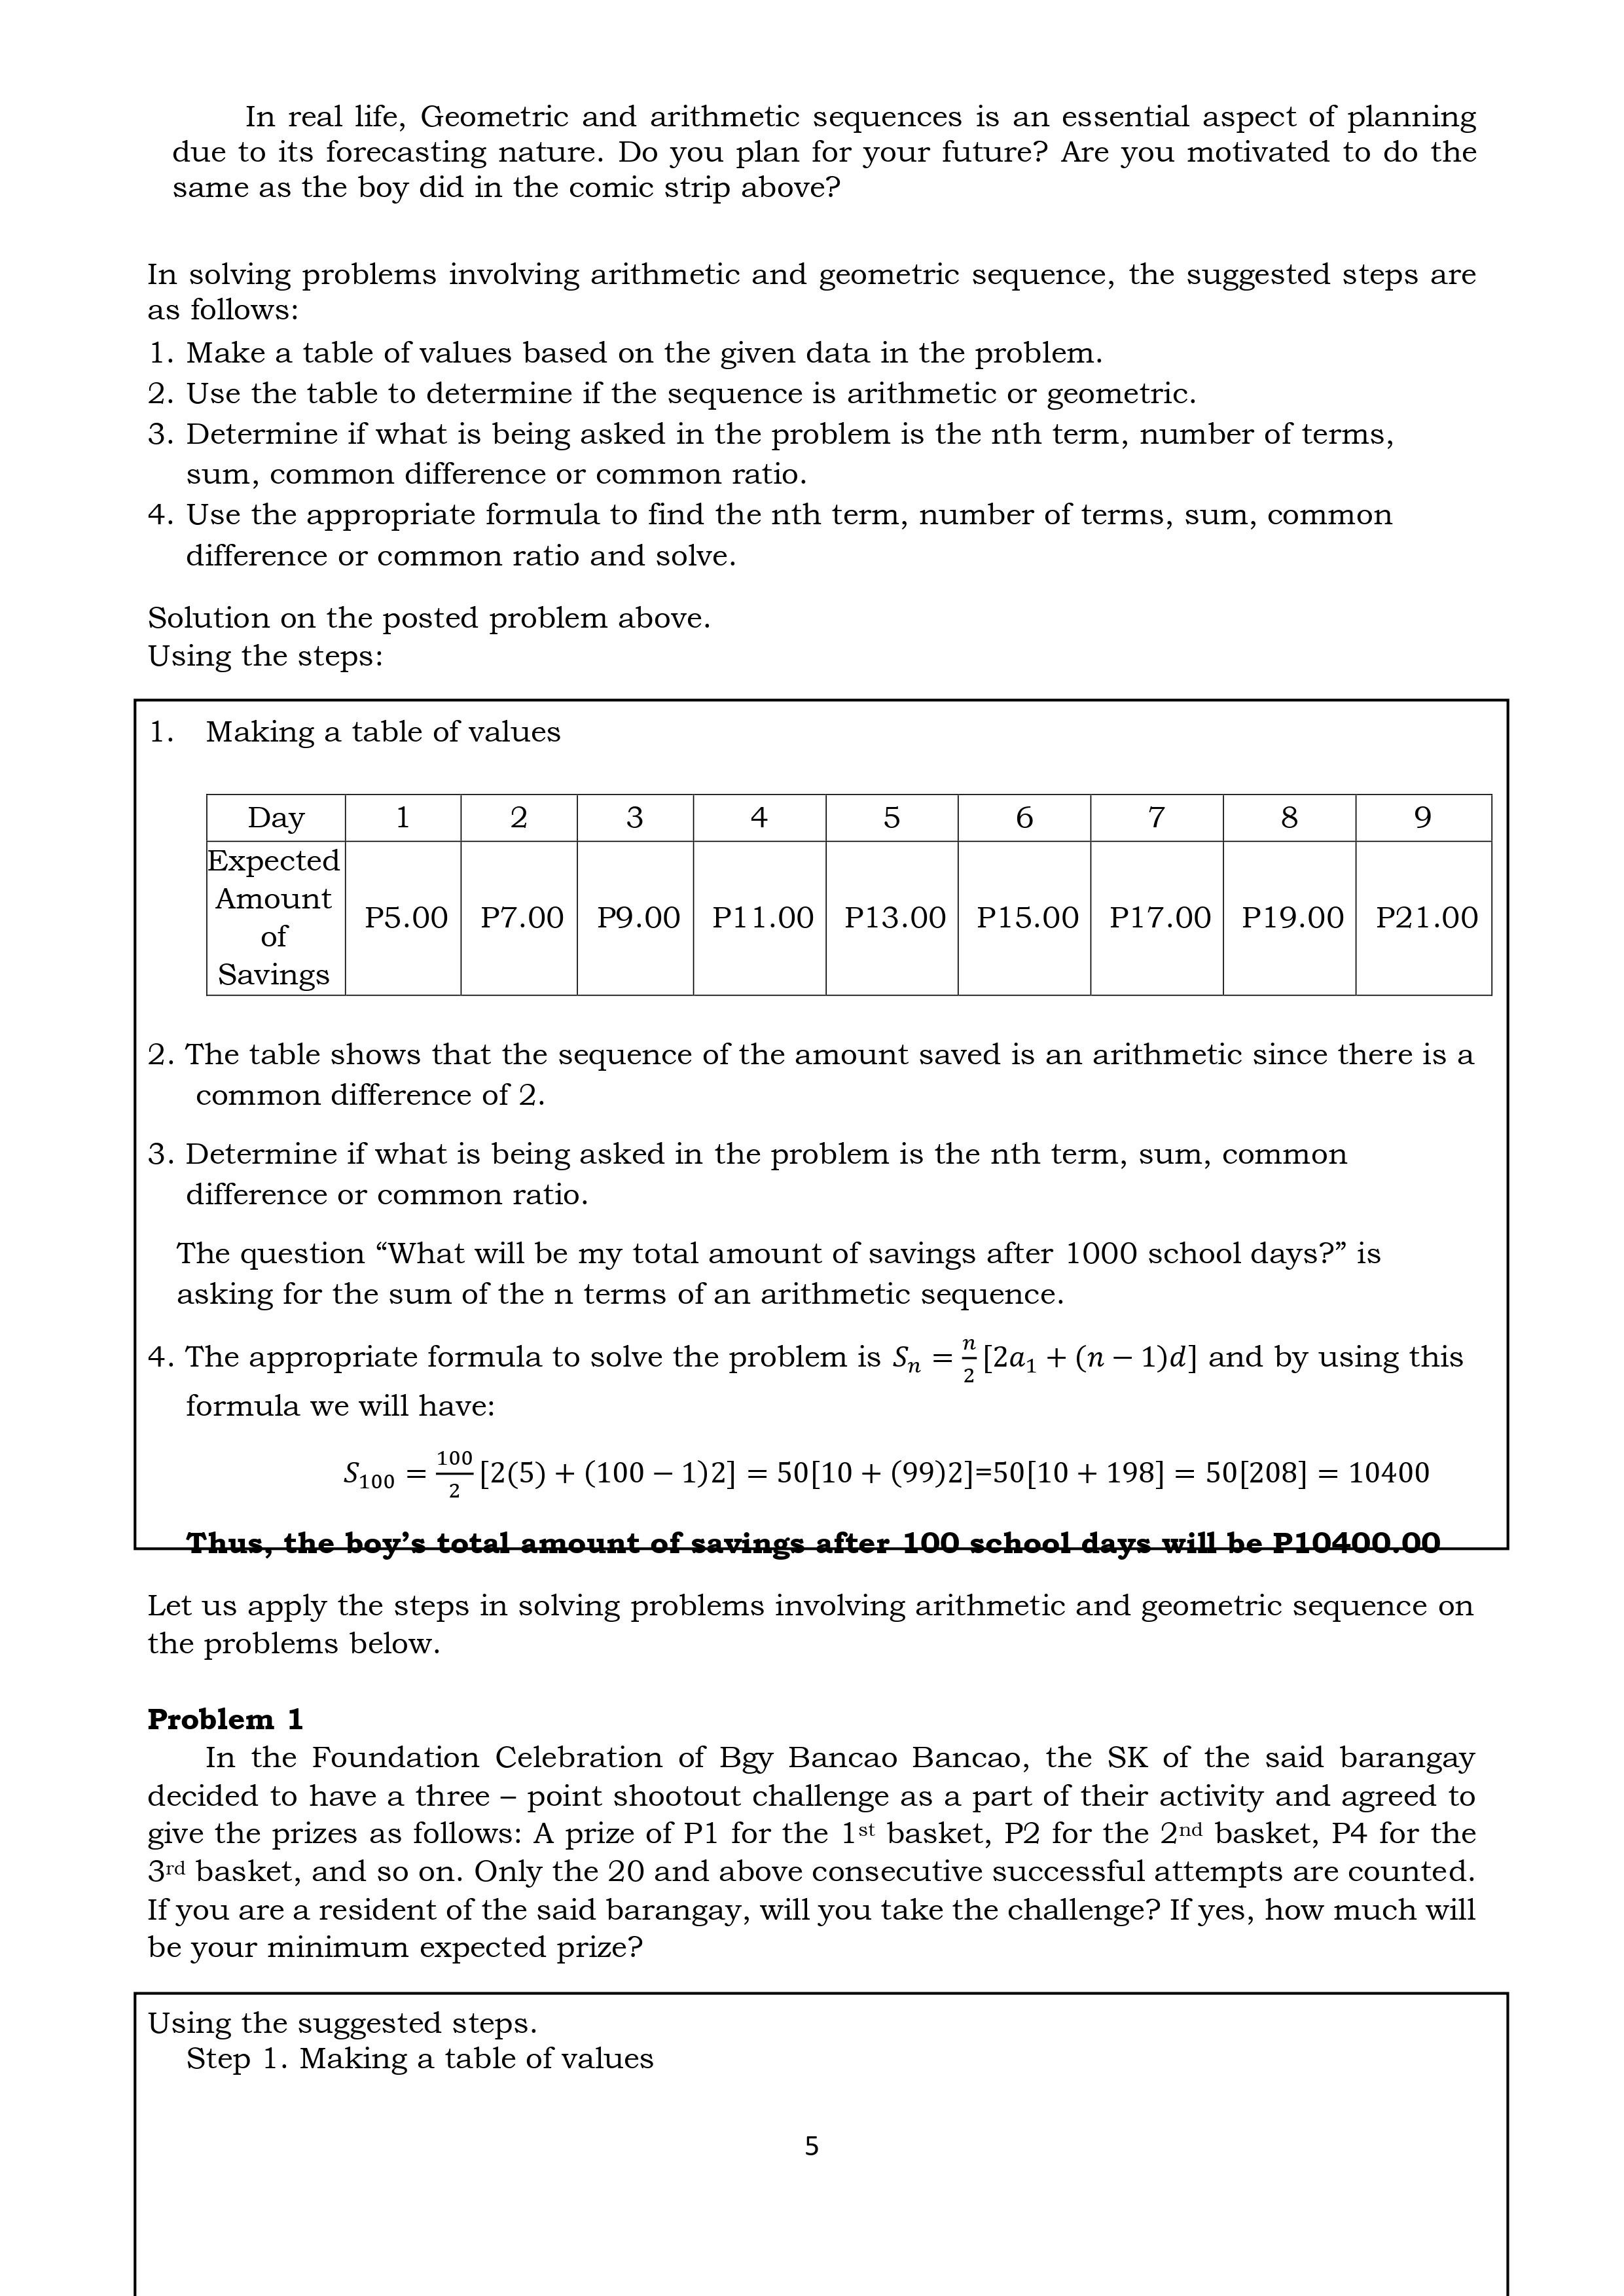 In real life, Geometric and arithmetic sequences is an essential aspect of planning
due to its forecasting nature. Do you plan for your future? Are you motivated to do the
same as the boy did in the comic strip above?
In solving problems involving arithmetic and geometric sequence, the suggested steps are
as follows:
1. Make a table of values based on the given data in the problem.
2. Use the table to determine if the sequence is arithmetic or geometric.
3. Determine if what is being asked in the problem is the nth term, number of terms,
sum, common difference or common ratio.
4. Use the appropriate formula to find the nth term, number of terms, sum, common
difference or common ratio and solve.
Solution on the posted problem above.
Using the steps:
1. Making a table of values
Day 1 2 3 4 5 6 7 8 9
Expected
Amount
of
Savings
P5.00 P7.00 P9.00 P11.00 P13.00 P15.00 P17.00 P19.00 P21.00
2. The table shows that the sequence of the amount saved is an arithmetic since there is a
common difference of 2.
3. Determine if what is being asked in the problem is the nth term, sum, common
difference or common ratio.
The question “What will be my total amount of savings after 1000 school days?” is
asking for the sum of the n terms of an arithmetic sequence.
4. The appropriate formula to solve the problem is Sₙ = n/2 [2a₁ + (n − 1)d] and by using this
formula we will have:
S₁₀₀ = 100/2 [2(5) + (100 − 1)2] = 50[10 + (99)2]=50[10 + 198] = 50[208] = 10400
Thus, the boy’s total amount of savings after 100 school days will be P10400.00
Let us apply the steps in solving problems involving arithmetic and geometric sequence on
the problems below.
Problem 1
In the Foundation Celebration of Bgy Bancao Bancao, the SK of the said barangay
decided to have a three – point shootout challenge as a part of their activity and agreed to
give the prizes as follows: A prize of P1 for the 1st basket, P2 for the 2nd basket, P4 for the
3rd basket, and so on. Only the 20 and above consecutive successful attempts are counted.
If you are a resident of the said barangay, will you take the challenge? If yes, how much will
be your minimum expected prize?
Using the suggested steps.
Step 1. Making a table of values
5